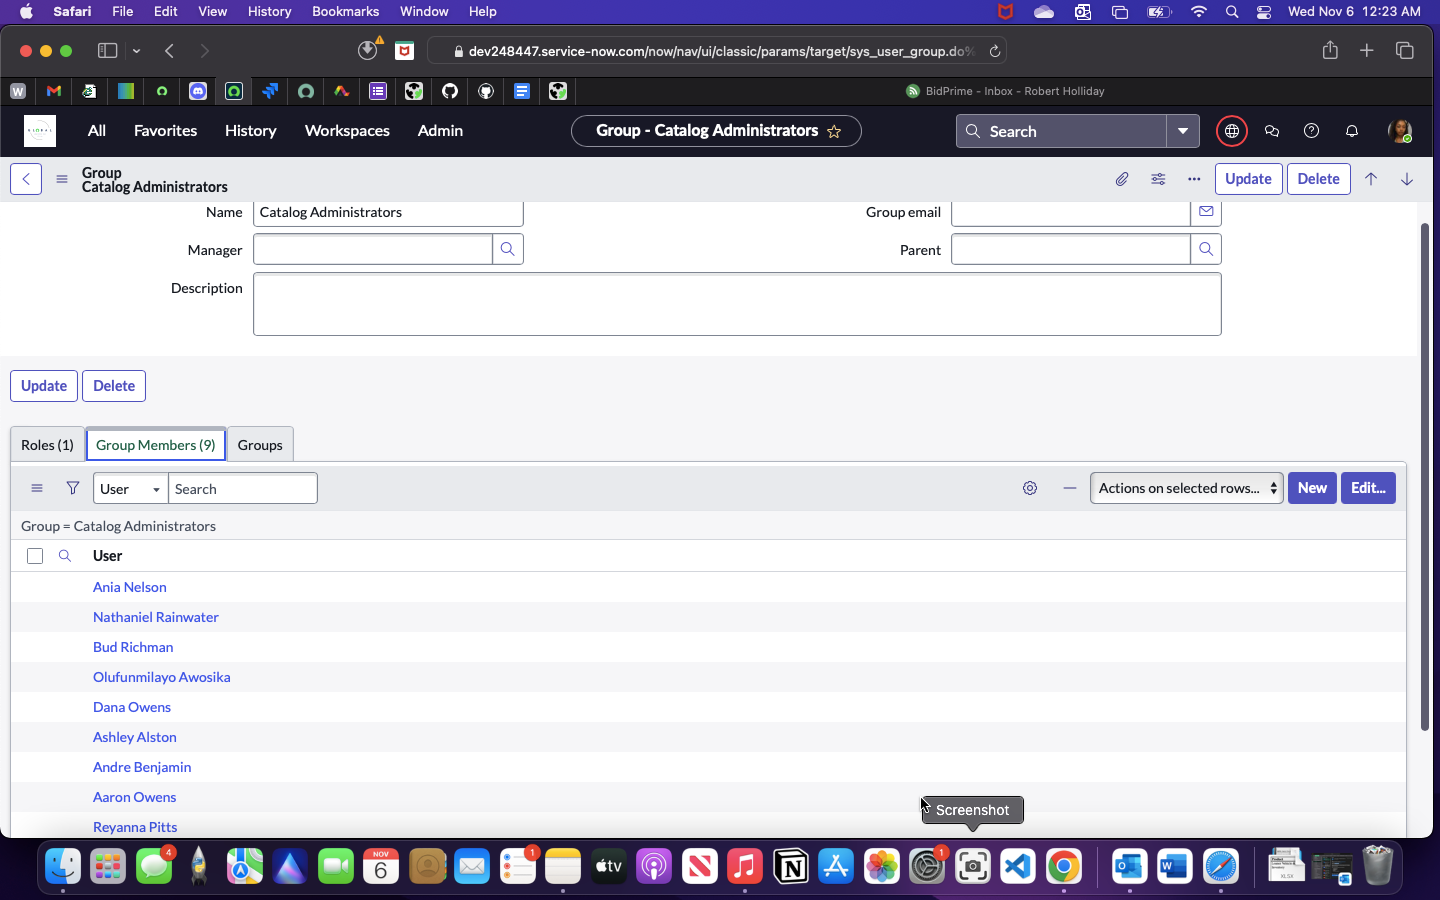 Safari File Edit View History Bookmarks Window Help Wed Nov 6 12:23 AM
dev248447.service-now.com/now/nav/ui/classic/params/target/sys_user_group.do%
W BidPrime - Inbox - Robert Holliday
GLOBAL All Favorites History Workspaces Admin Group - Catalog Administrators Search
Group
Catalog Administrators
Update Delete
Name Catalog Administrators Group email
Manager Parent
Description
Update Delete
Roles (1) Group Members (9) Groups
User Search Actions on selected rows... New Edit...
Group = Catalog Administrators
User
Ania Nelson
Nathaniel Rainwater
Bud Richman
Olufunmilayo Awosika
Dana Owens
Ashley Alston
Andre Benjamin
Aaron Owens
Screenshot
Reyanna Pitts
4 NOV 6 1 tv 1 XLSX